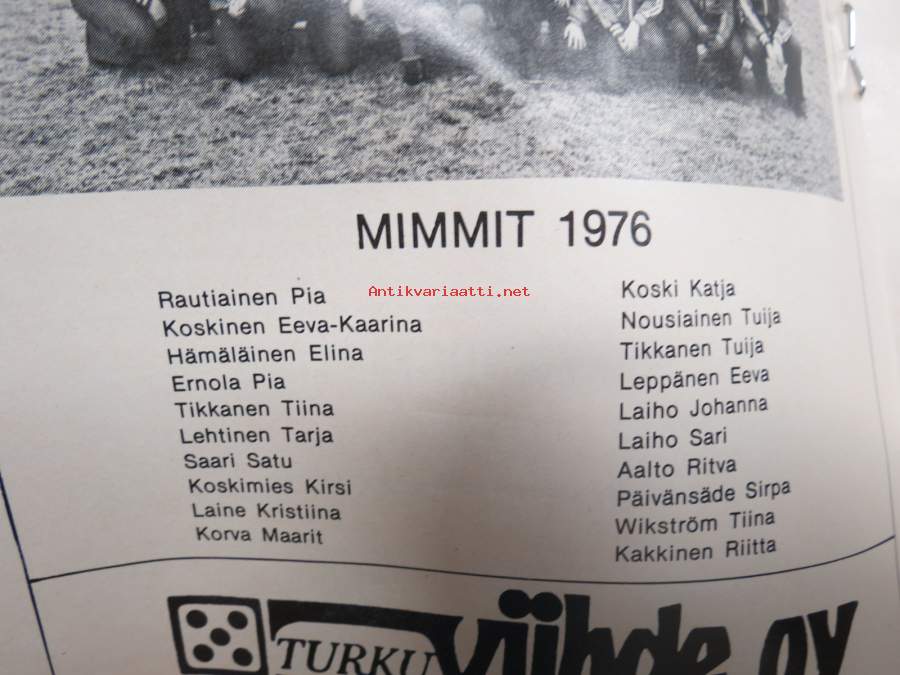 MIMMIT 1976
Antikvariaatti.net
Rautiainen Pia
Koskinen Eeva-Kaarina
Hämäläinen Elina
Ernola Pia
Tikkanen Tiina
Lehtinen Tarja
Saari Satu
Koskimies Kirsi
Laine Kristiina
Korva Maarit
Koski Katja
Nousiainen Tuija
Tikkanen Tuija
Leppänen Eeva
Laiho Johanna
Laiho Sari
Aalto Ritva
Päivänsäde Sirpa
Wikström Tiina
Kakkinen Riitta
TURKU viihde oy